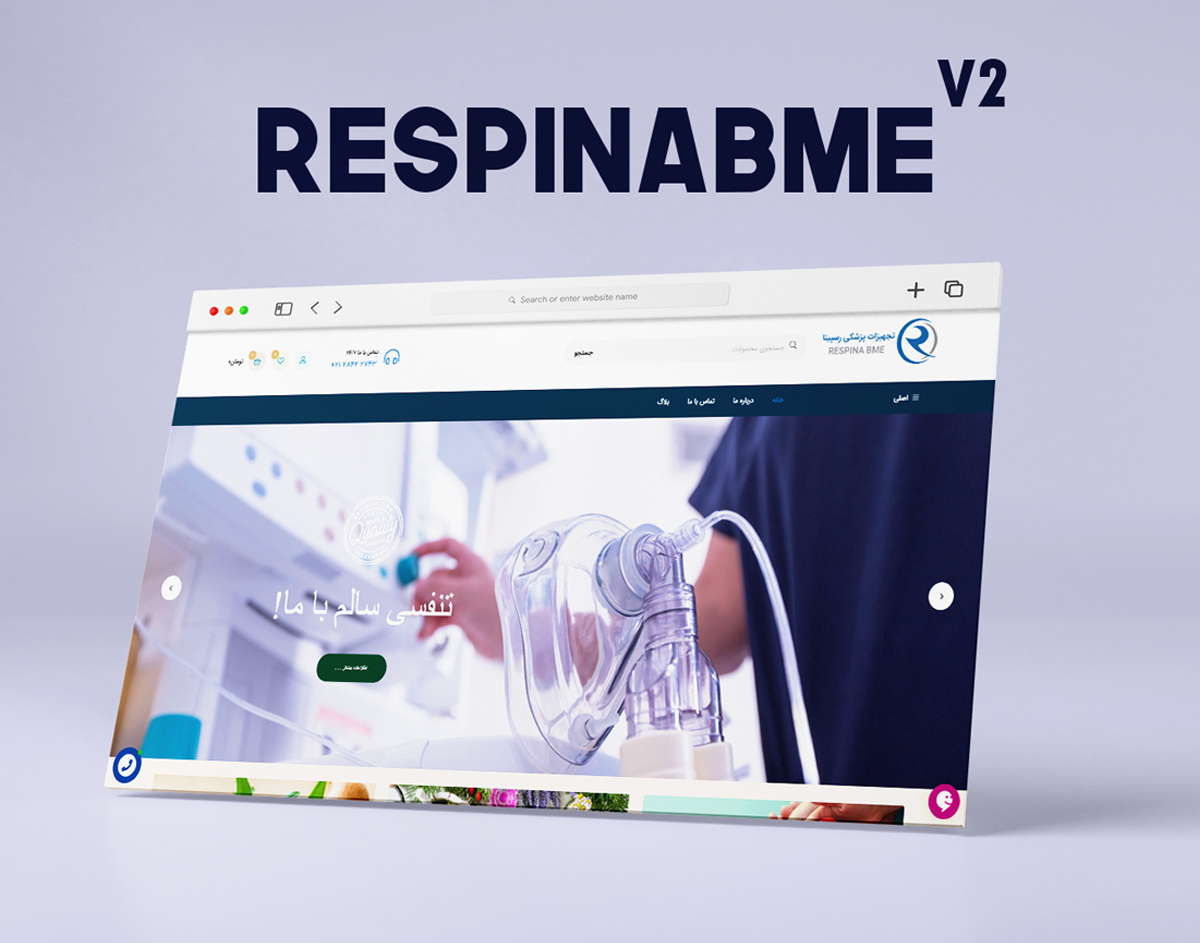 V2
RESPINABME
Search or enter website name
تجهیزات پزشکی رسپینا
RESPINA BME
جستجوی محصولات...
جستجو
تماس با ما ۲۴/۷
۰۲۱ ۲۸۴۲ ۲۷۴۳
تومان۰
اصلی
خانه
درباره ما
تماس با ما
بلاگ
Quality
تنفسی سالم با ما!
اطلاعات بیشتر ...